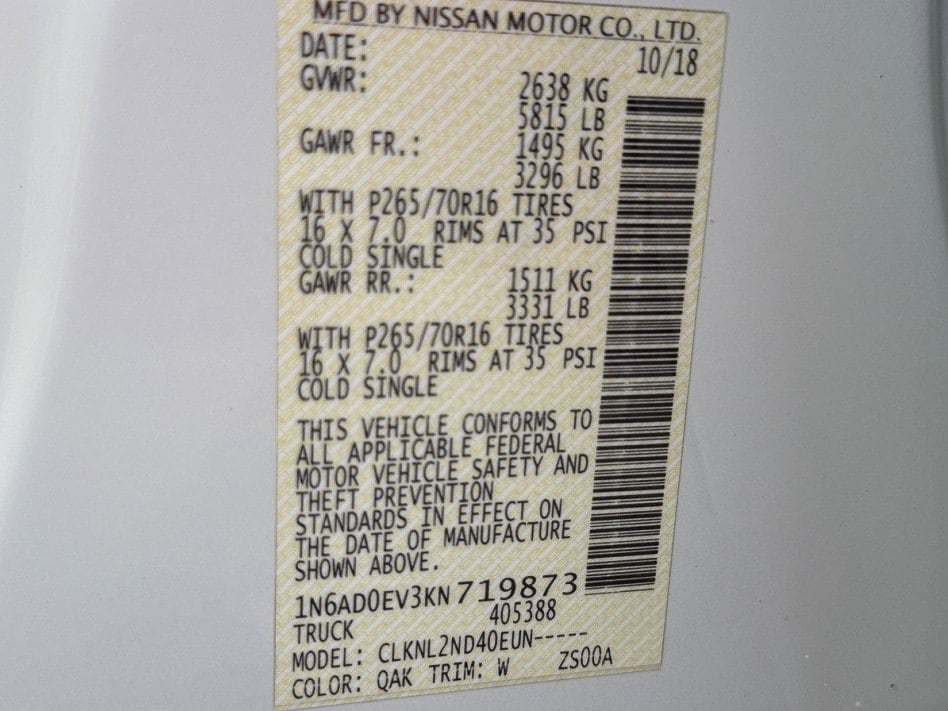 MFD BY NISSAN MOTOR CO., LTD.
DATE: 10/18
GVWR: 2638 KG
5815 LB
GAWR FR.: 1495 KG
3296 LB
WITH P265/70R16 TIRES
16 X 7.0 RIMS AT 35 PSI
COLD SINGLE
GAWR RR.: 1511 KG
3331 LB
WITH P265/70R16 TIRES
16 X 7.0 RIMS AT 35 PSI
COLD SINGLE
THIS VEHICLE CONFORMS TO
ALL APPLICABLE FEDERAL
MOTOR VEHICLE SAFETY AND
THEFT PREVENTION
STANDARDS IN EFFECT ON
THE DATE OF MANUFACTURE
SHOWN ABOVE.
1N6AD0EV3KN719873
TRUCK 405388
MODEL: CLKNL2ND40EUN-----
COLOR: QAK TRIM: W ZS00A